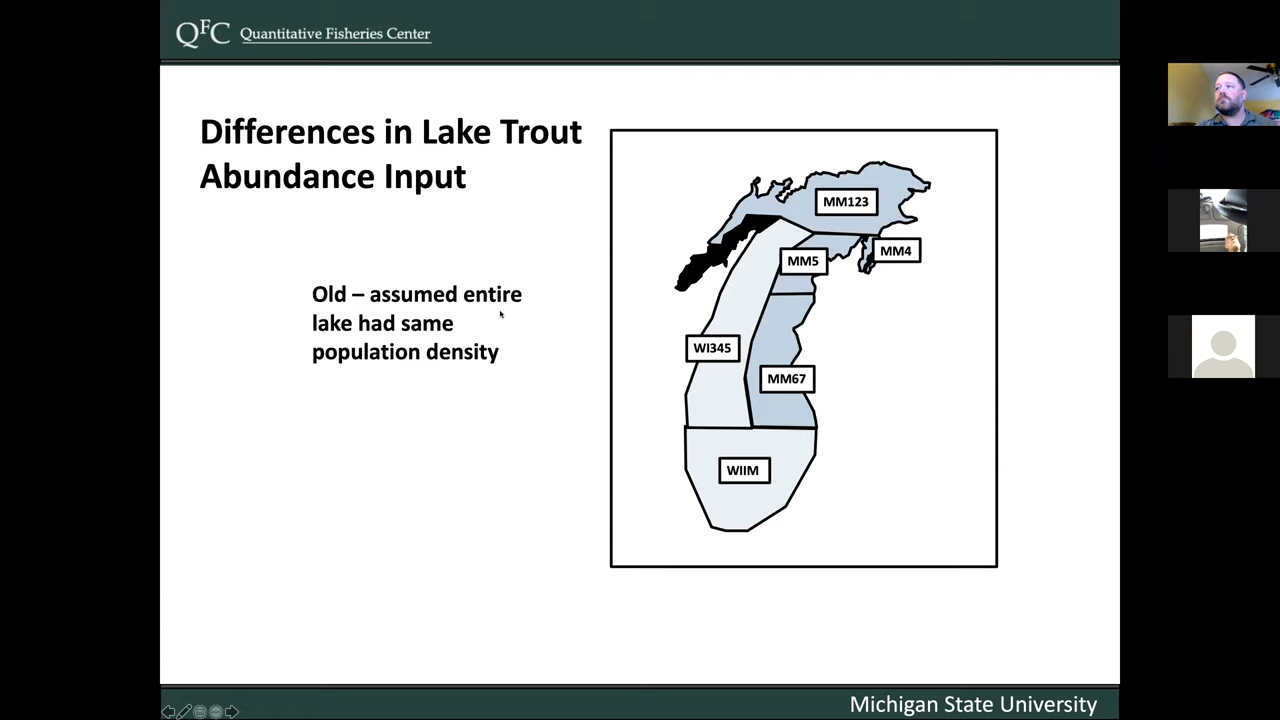 QFC Quantitative Fisheries Center
Differences in Lake Trout
Abundance Input
Old – assumed entire
lake had same
population density
MM123
MM4
MM5
WI345
MM67
WIIM
Michigan State University